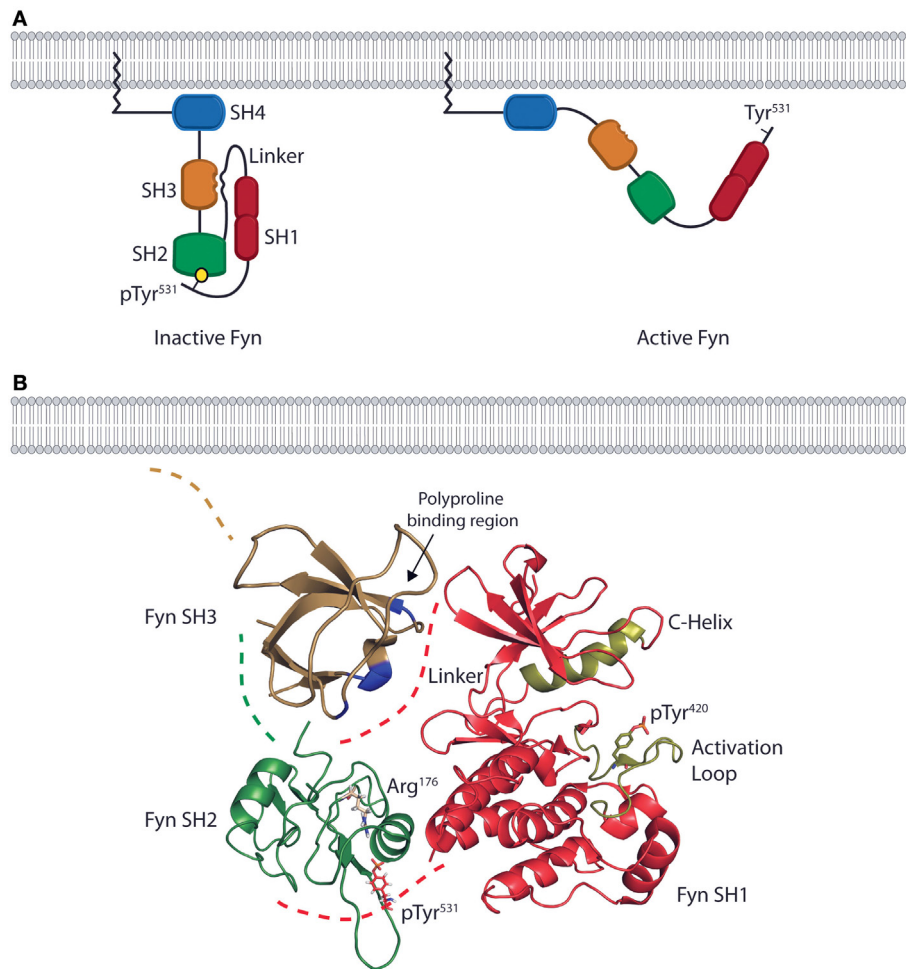 A
SH4
Linker
SH3
SH1
SH2
pTyr⁵³¹
Inactive Fyn
Tyr⁵³¹
Active Fyn
B
Polyproline
binding region
Fyn SH3
C-Helix
Linker
pTyr⁴²⁰
Activation
Loop
Arg¹⁷⁶
Fyn SH2
Fyn SH1
pTyr⁵³¹